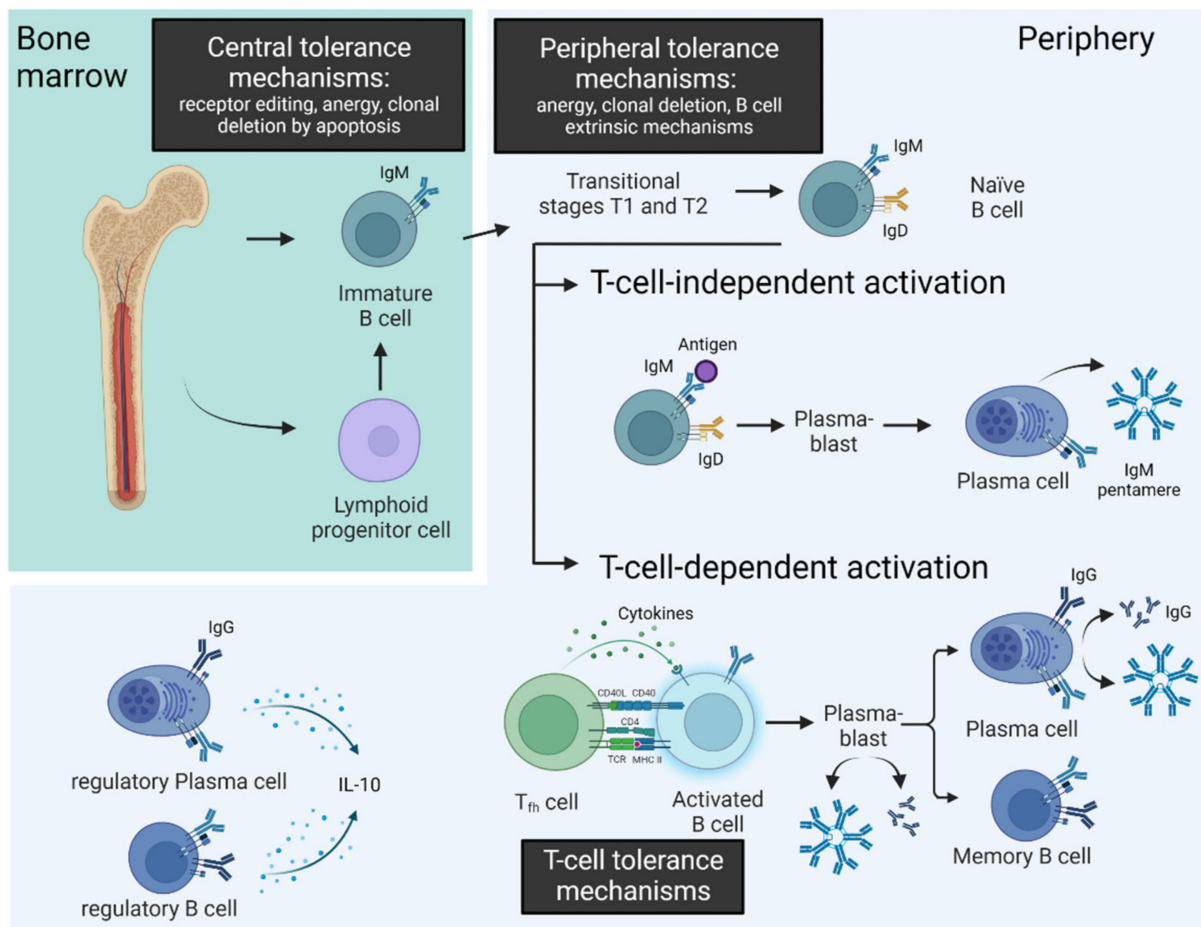 Bone
marrow
Central tolerance
mechanisms:
receptor editing, anergy, clonal
deletion by apoptosis
IgM
Immature
B cell
Lymphoid
progenitor cell
Peripheral tolerance
mechanisms:
anergy, clonal deletion, B cell
extrinsic mechanisms
Periphery
Transitional
stages T1 and T2
IgM
IgD
Naïve
B cell
T-cell-independent activation
Antigen
IgM
IgD
Plasma-
blast
Plasma cell
IgM
pentamere
T-cell-dependent activation
Cytokines
CD40L CD40
CD4
TCR MHC II
Tfh cell
Activated
B cell
Plasma-
blast
IgG
IgG
Plasma cell
Memory B cell
T-cell tolerance
mechanisms
IgG
regulatory Plasma cell
IL-10
regulatory B cell